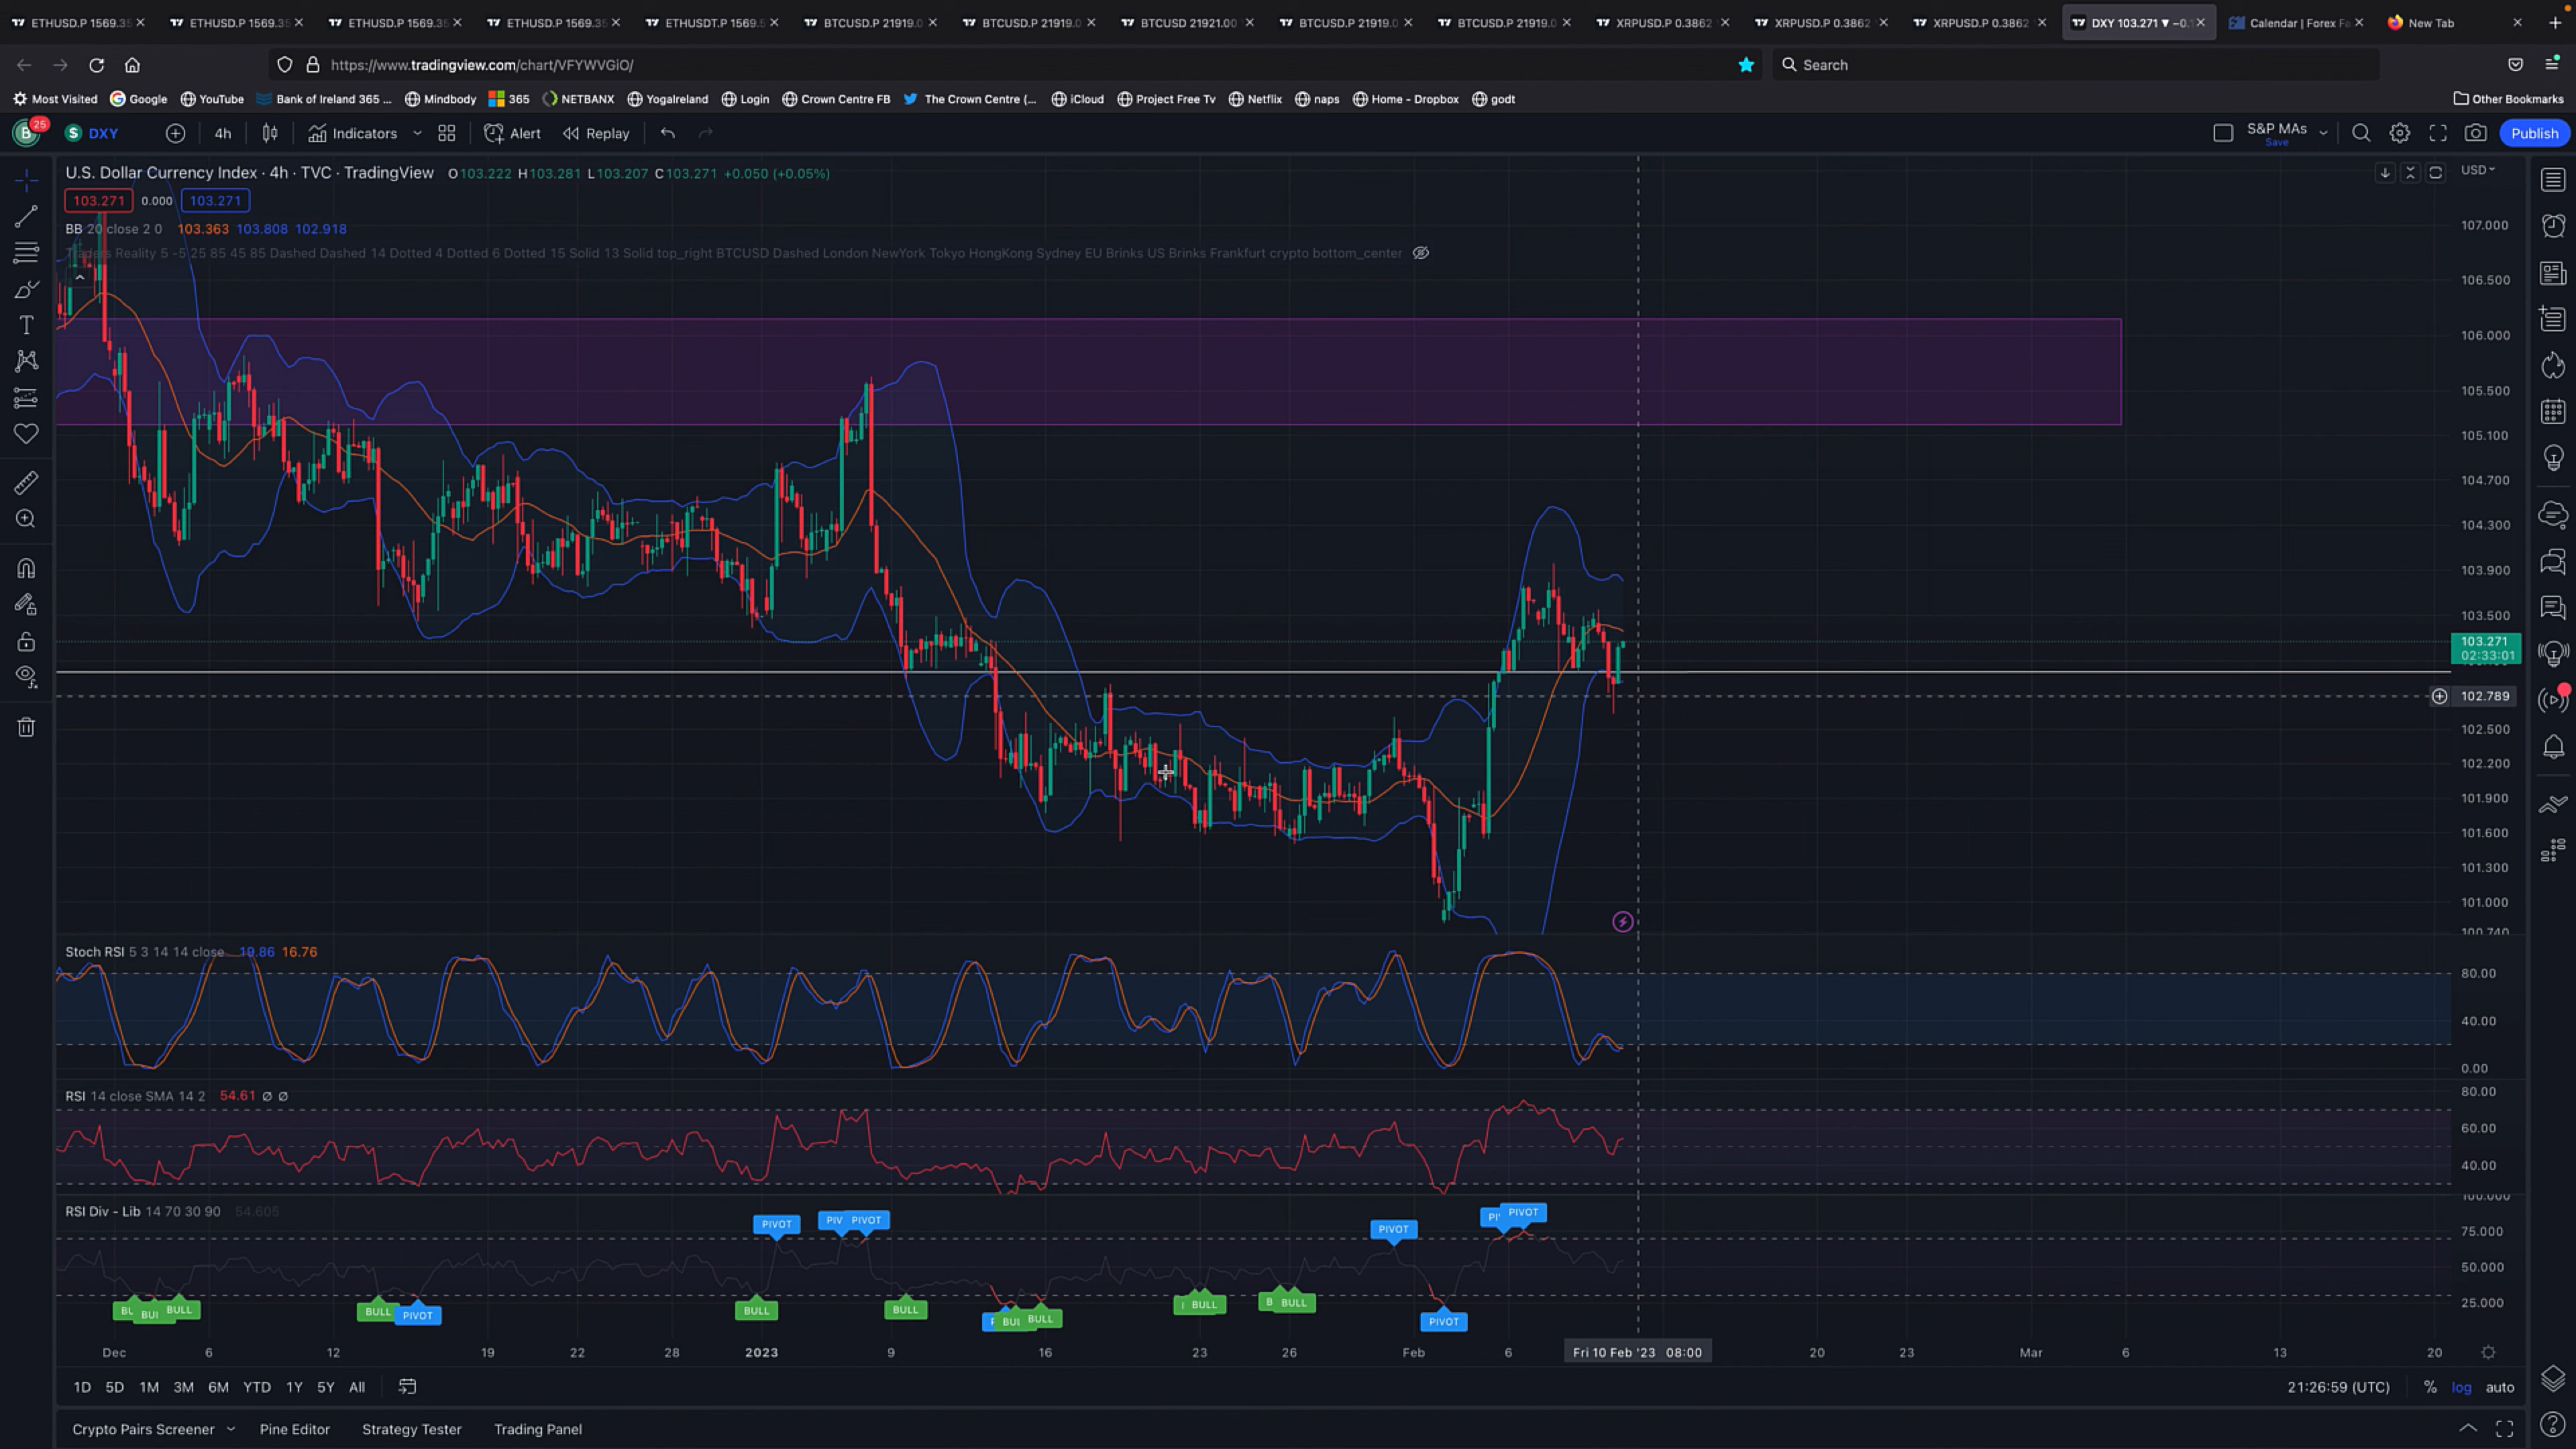 ETHUSD.P 1569.35
ETHUSD.P 1569.35
ETHUSD.P 1569.35
ETHUSD.P 1569.35
ETHUSDT.P 1569.5
BTCUSD.P 21919.0
BTCUSD.P 21919.0
BTCUSD 21921.00
BTCUSD.P 21919.0
BTCUSD.P 21919.0
XRPUSD.P 0.3862
XRPUSD.P 0.3862
XRPUSD.P 0.3862
DXY 103.271 ▼ −0.
Calendar | Forex Fa
New Tab
https://www.tradingview.com/chart/VFYWVGiO/
Search
Most Visited Google YouTube Bank of Ireland 365 ... Mindbody 365 NETBANX YogaIreland Login Crown Centre FB The Crown Centre (... iCloud Project Free Tv Netflix naps Home - Dropbox godt Other Bookmarks
B 25 DXY 4h Indicators Alert Replay S&P MAs Save Publish
U.S. Dollar Currency Index · 4h · TVC · TradingView O103.222 H103.281 L103.207 C103.271 +0.050 (+0.05%)
USD
103.271 0.000 103.271
BB 20 close 2 0 103.363 103.808 102.918
Traders Reality 5 -5 25 85 45 85 Dashed Dashed 14 Dotted 4 Dotted 6 Dotted 15 Solid 13 Solid top_right BTCUSD Dashed London NewYork Tokyo HongKong Sydney EU Brinks US Brinks Frankfurt crypto bottom_center
107.000
106.500
106.000
105.500
105.100
104.700
104.300
103.900
103.500
103.271
02:33:01
102.789
102.500
102.200
101.900
101.600
101.300
101.000
100.740
Stoch RSI 5 3 14 14 close 19.86 16.76
80.00
40.00
0.00
RSI 14 close SMA 14 2 54.61 ∅ ∅
80.00
60.00
40.00
RSI Div - Lib 14 70 30 90 54.605
100.000
75.000
50.000
25.000
PIVOT PIV PIVOT PIVOT PI PIVOT
BUI BULL BULL PIVOT BULL BULL BUI BULL BULL B BULL PIVOT
Dec 6 12 19 22 28 2023 9 16 23 26 Feb 6 Fri 10 Feb '23 08:00 20 23 Mar 6 13 20
1D 5D 1M 3M 6M YTD 1Y 5Y All 21:26:59 (UTC) % log auto
Crypto Pairs Screener Pine Editor Strategy Tester Trading Panel